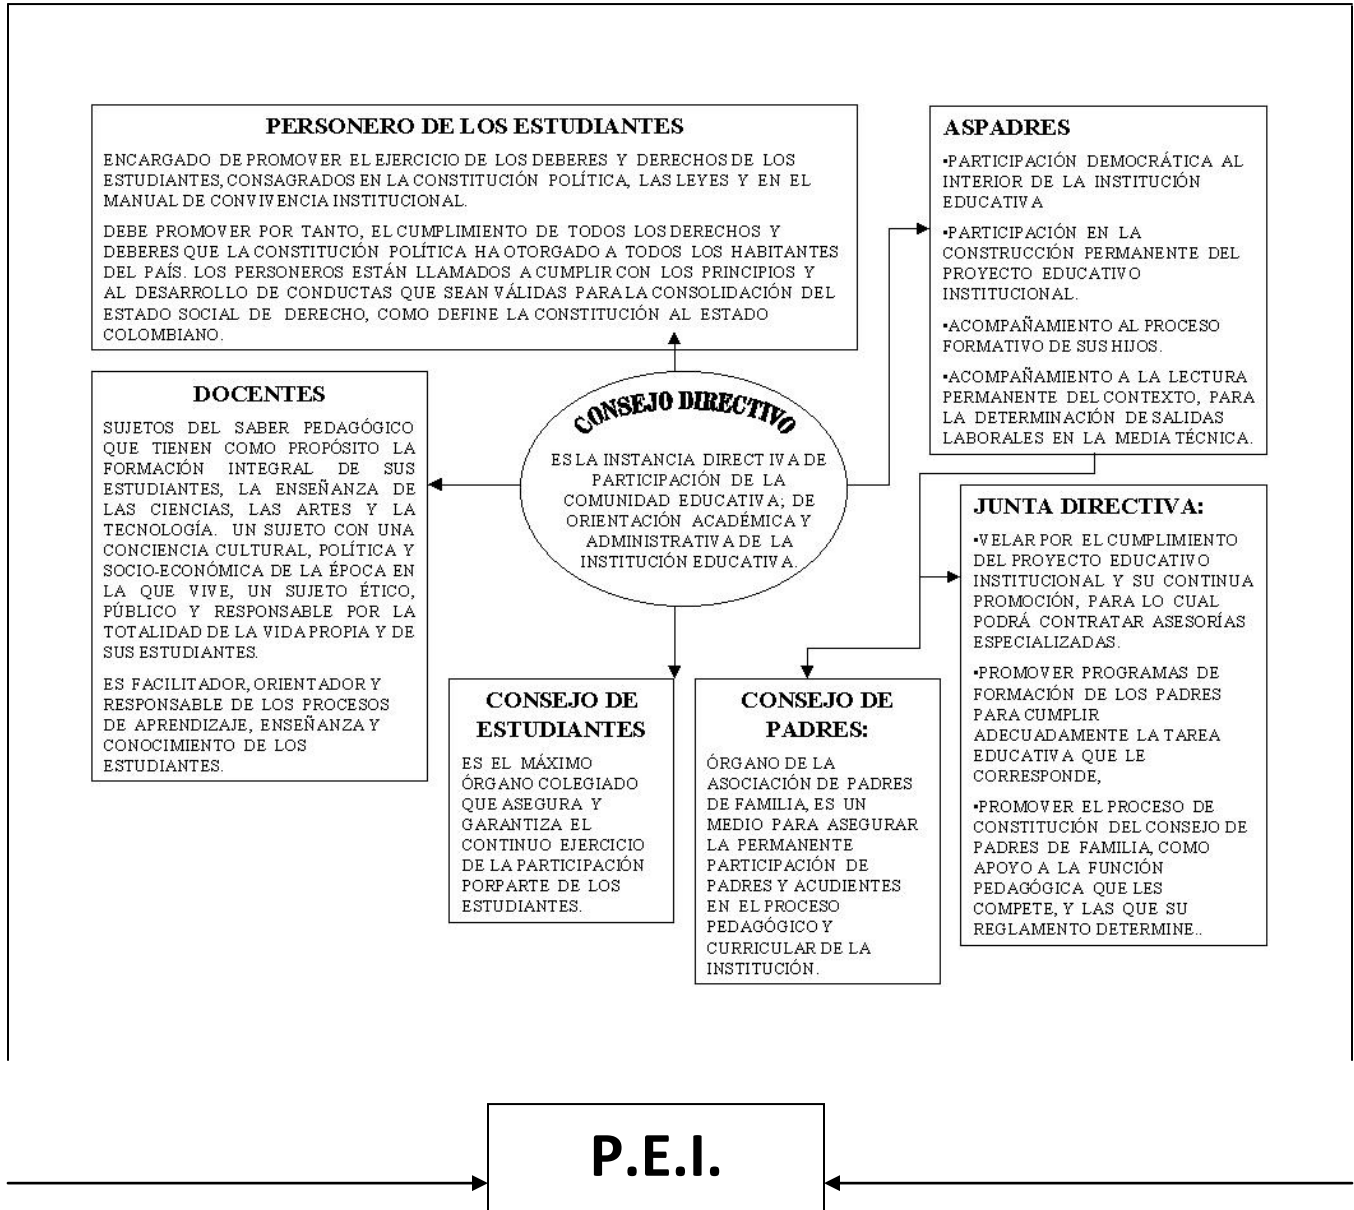 PERSONERO DE LOS ESTUDIANTES
ENCARGADO DE PROMOVER EL EJERCICIO DE LOS DEBERES Y DERECHOS DE LOS
ESTUDIANTES, CONSAGRADOS EN LA CONSTITUCIÓN POLÍTICA, LAS LEYES Y EN EL
MANUAL DE CONVIVENCIA INSTITUCIONAL.
DEBE PROMOVER POR TANTO, EL CUMPLIMIENTO DE TODOS LOS DERECHOS Y
DEBERES QUE LA CONSTITUCIÓN POLÍTICA HA OTORGADO A TODOS LOS HABITANTES
DEL PAÍS. LOS PERSONEROS ESTÁN LLAMADOS A CUMPLIR CON LOS PRINCIPIOS Y
AL DESARROLLO DE CONDUCTAS QUE SEAN VÁLIDAS PARA LA CONSOLIDACIÓN DEL
ESTADO SOCIAL DE DERECHO, COMO DEFINE LA CONSTITUCIÓN AL ESTADO
COLOMBIANO.
ASPADRES
•PARTICIPACIÓN DEMOCRÁTICA AL
INTERIOR DE LA INSTITUCIÓN
EDUCATIVA
•PARTICIPACIÓN EN LA
CONSTRUCCIÓN PERMANENTE DEL
PROYECTO EDUCATIVO
INSTITUCIONAL.
•ACOMPAÑAMIENTO AL PROCESO
FORMATIVO DE SUS HIJOS.
•ACOMPAÑAMIENTO A LA LECTURA
PERMANENTE DEL CONTEXTO, PARA
LA DETERMINACIÓN DE SALIDAS
LABORALES EN LA MEDIA TÉCNICA.
DOCENTES
SUJETOS DEL SABER PEDAGÓGICO
QUE TIENEN COMO PROPÓSITO LA
FORMACIÓN INTEGRAL DE SUS
ESTUDIANTES, LA ENSEÑANZA DE
LAS CIENCIAS, LAS ARTES Y LA
TECNOLOGÍA. UN SUJETO CON UNA
CONCIENCIA CULTURAL, POLÍTICA Y
SOCIO-ECONÓMICA DE LA ÉPOCA EN
LA QUE VIVE, UN SUJETO ÉTICO,
PÚBLICO Y RESPONSABLE POR LA
TOTALIDAD DE LA VIDA PROPIA Y DE
SUS ESTUDIANTES.
ES FACILITADOR, ORIENTADOR Y
RESPONSABLE DE LOS PROCESOS
DE APRENDIZAJE, ENSEÑANZA Y
CONOCIMIENTO DE LOS
ESTUDIANTES.
CONSEJO DIRECTIVO
ES LA INSTANCIA DIRECTIVA DE
PARTICIPACIÓN DE LA
COMUNIDAD EDUCATIVA; DE
ORIENTACIÓN ACADÉMICA Y
ADMINISTRATIVA DE LA
INSTITUCIÓN EDUCATIVA.
JUNTA DIRECTIVA:
•VELAR POR EL CUMPLIMIENTO
DEL PROYECTO EDUCATIVO
INSTITUCIONAL Y SU CONTINUA
PROMOCIÓN, PARA LO CUAL
PODRÁ CONTRATAR ASESORÍAS
ESPECIALIZADAS.
•PROMOVER PROGRAMAS DE
FORMACIÓN DE LOS PADRES
PARA CUMPLIR
ADECUADAMENTE LA TAREA
EDUCATIVA QUE LE
CORRESPONDE,
•PROMOVER EL PROCESO DE
CONSTITUCIÓN DEL CONSEJO DE
PADRES DE FAMILIA, COMO
APOYO A LA FUNCIÓN
PEDAGÓGICA QUE LES
COMPETE, Y LAS QUE SU
REGLAMENTO DETERMINE..
CONSEJO DE
ESTUDIANTES
ES EL MÁXIMO
ÓRGANO COLEGIADO
QUE ASEGURA Y
GARANTIZA EL
CONTINUO EJERCICIO
DE LA PARTICIPACIÓN
PORPARTE DE LOS
ESTUDIANTES.
CONSEJO DE
PADRES:
ÓRGANO DE LA
ASOCIACIÓN DE PADRES
DE FAMILIA, ES UN
MEDIO PARA ASEGURAR
LA PERMANENTE
PARTICIPACIÓN DE
PADRES Y ACUDIENTES
EN EL PROCESO
PEDAGÓGICO Y
CURRICULAR DE LA
INSTITUCIÓN.
P.E.I.